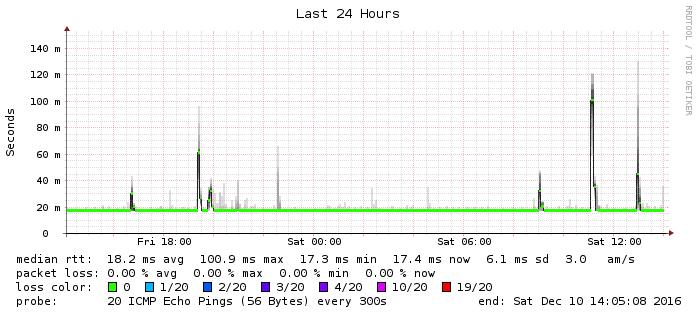 Last 24 Hours
RRDTOOL / TOBI OETIKER
Seconds
140 m
120 m
100 m
80 m
60 m
40 m
20 m
0
Fri 18:00 Sat 00:00 Sat 06:00 Sat 12:00
median rtt: 18.2 ms avg 100.9 ms max 17.3 ms min 17.4 ms now 6.1 ms sd 3.0 am/s
packet loss: 0.00 % avg 0.00 % max 0.00 % min 0.00 % now
loss color: 0 1/20 2/20 3/20 4/20 10/20 19/20
probe: 20 ICMP Echo Pings (56 Bytes) every 300s end: Sat Dec 10 14:05:08 2016